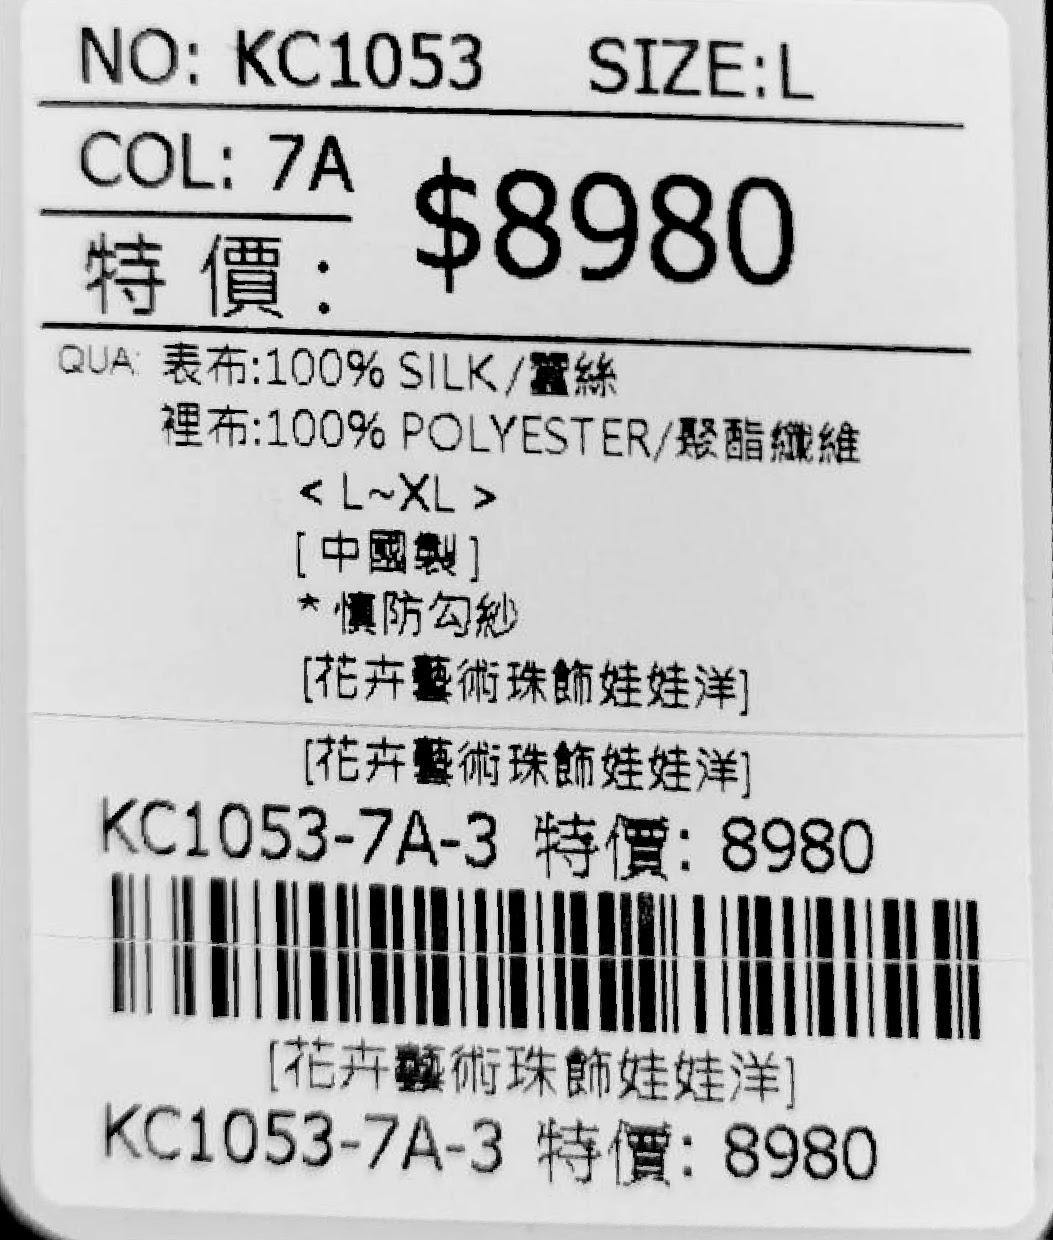 NO: KC1053 SIZE:L
COL: 7A
$8980
特價:
QUA: 表布:100% SILK/蠶絲
裡布:100% POLYESTER/聚酯纖維
< L~XL >
[中國製]
*慎防勾紗
[花卉藝術珠飾娃娃洋]
[花卉藝術珠飾娃娃洋]
KC1053-7A-3 特價: 8980
[花卉藝術珠飾娃娃洋]
KC1053-7A-3 特價: 8980